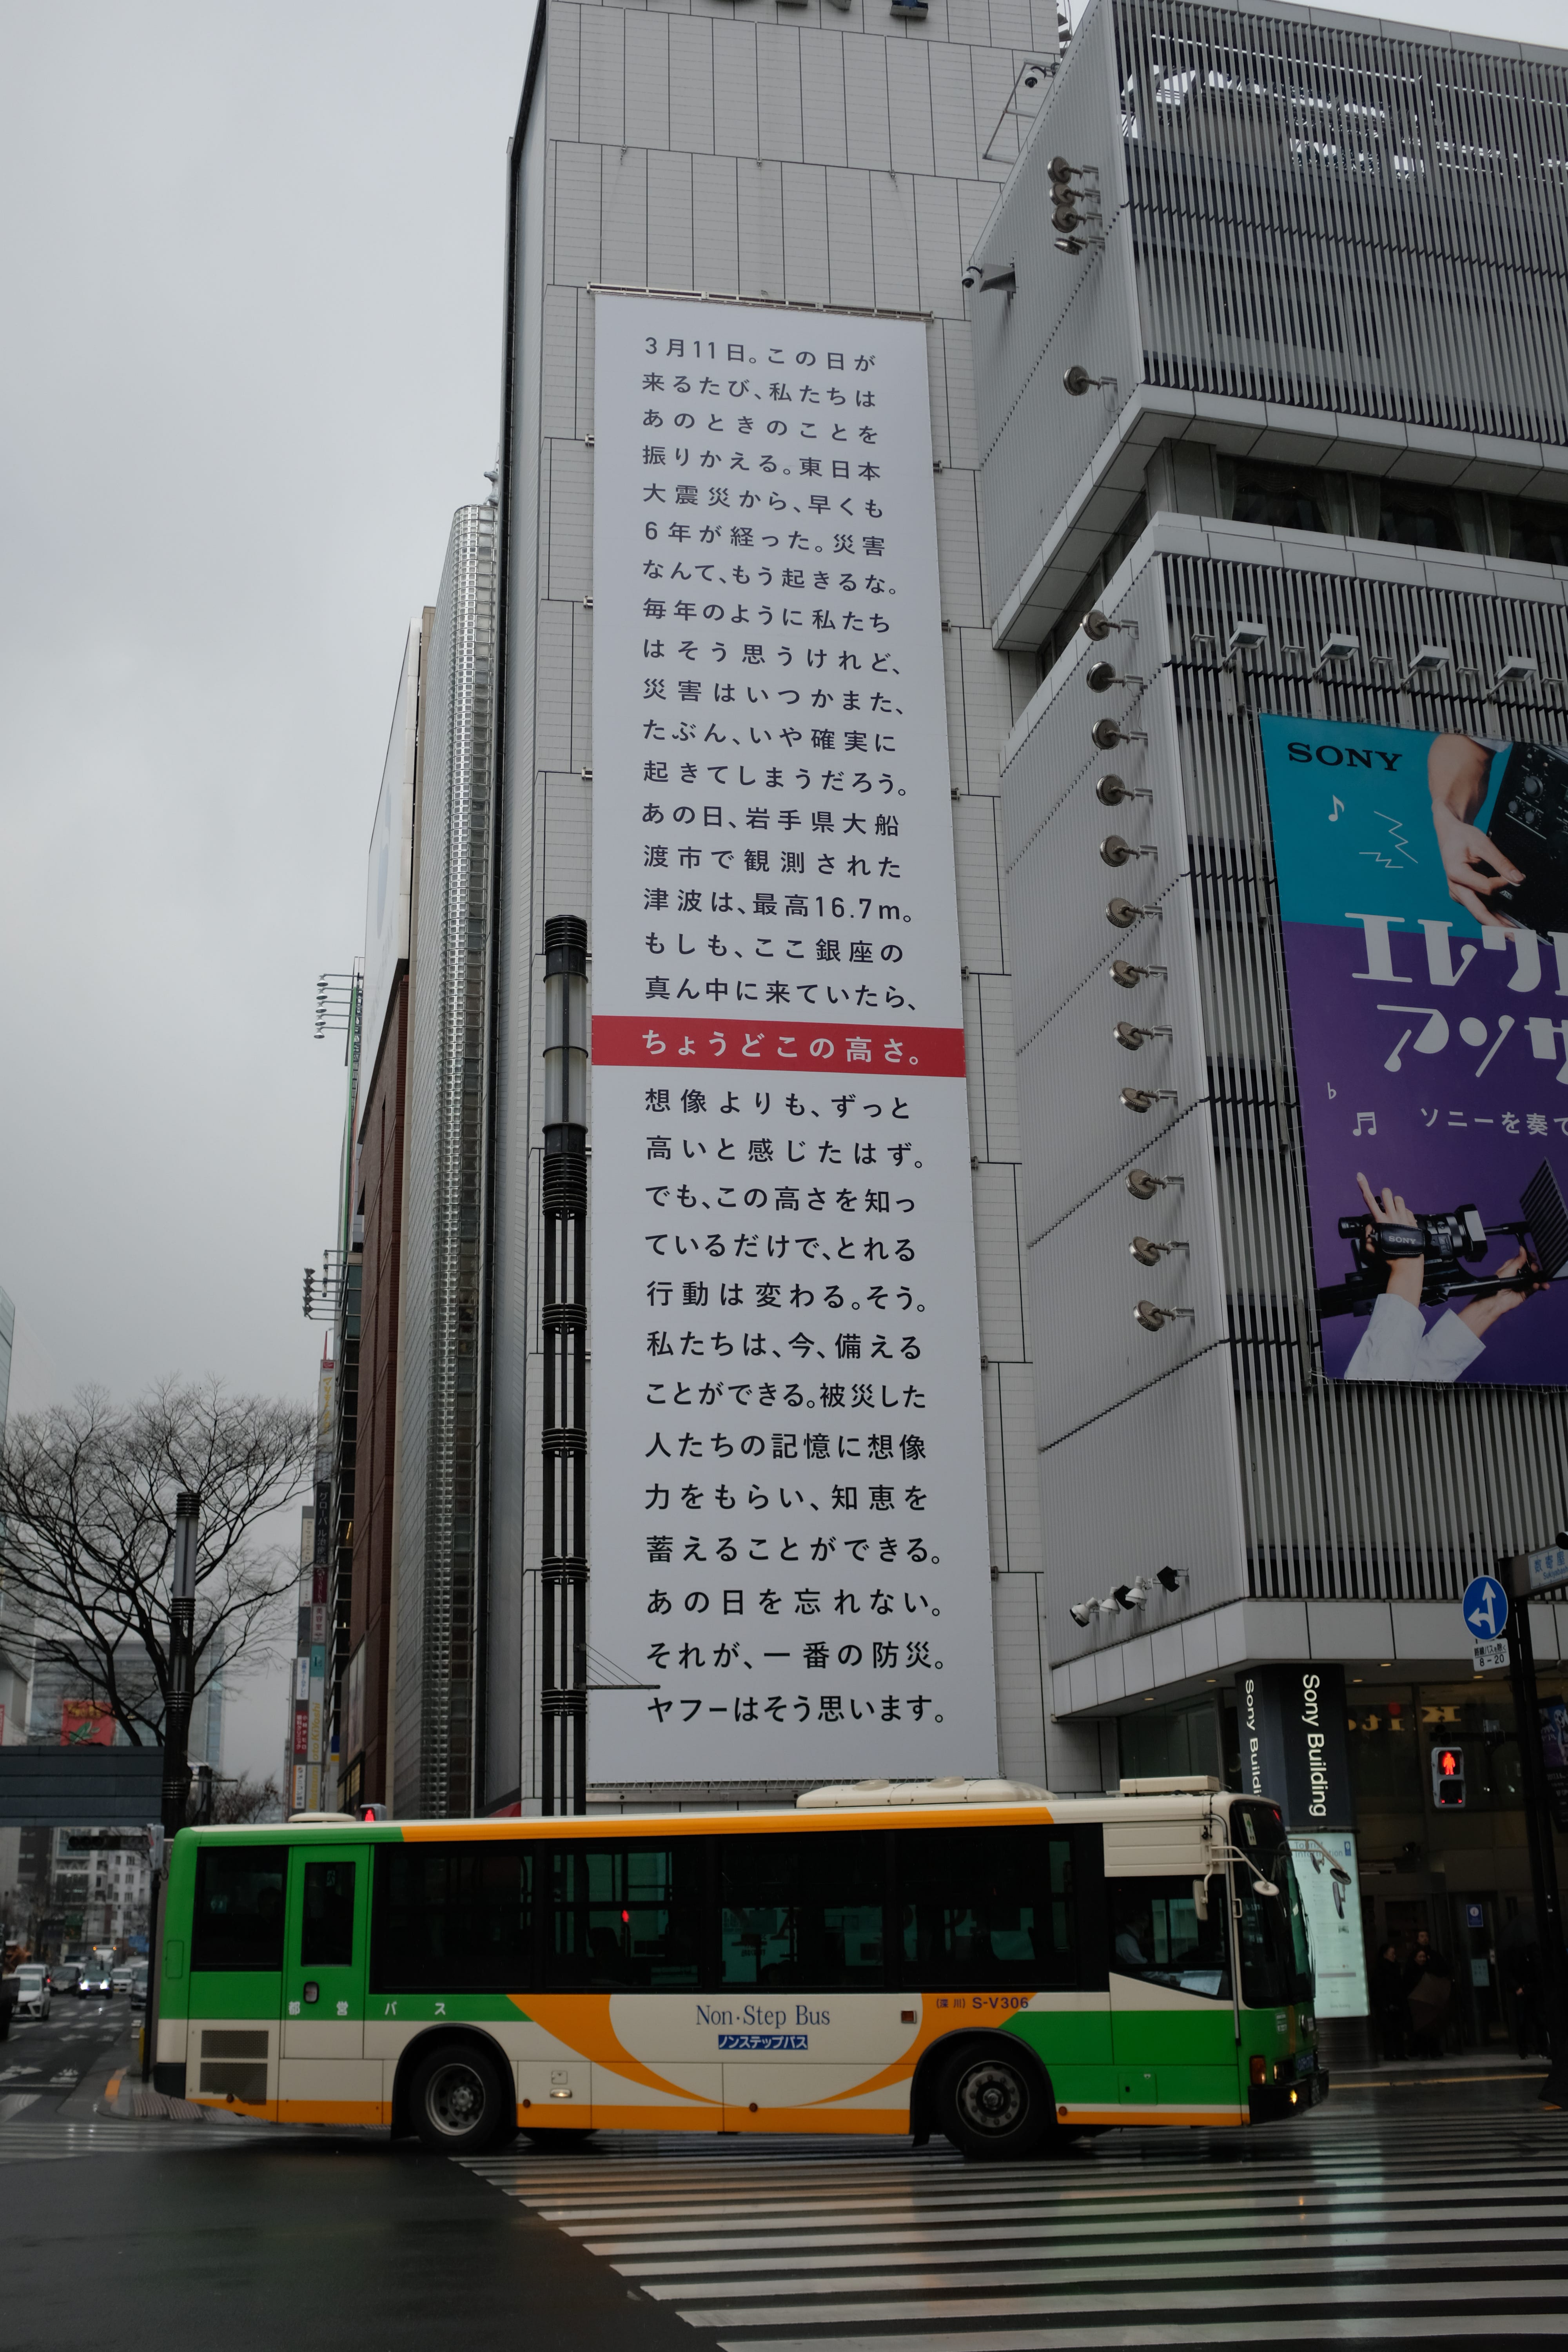 3月11日。この日が
来るたび、私たちは
あのときのことを
振りかえる。東日本
大震災から、早くも
6年が経った。災害
なんて、もう起きるな。
毎年のように私たち
はそう思うけれど、
災害はいつかまた、
たぶん、いや確実に
起きてしまうだろう。
あの日、岩手県大船
渡市で観測された
津波は、最高16.7m。
もしも、ここ銀座の
真ん中に来ていたら、
ちょうどこの高さ。
想像よりも、ずっと
高いと感じたはず。
でも、この高さを知っ
ているだけで、とれる
行動は変わる。そう。
私たちは、今、備える
ことができる。被災した
人たちの記憶に想像
力をもらい、知恵を
蓄えることができる。
あの日を忘れない。
それが、一番の防災。
ヤフーはそう思います。
SONY
エレクト
アンサ
ソニーを奏で
SONY
8-20
Sony Building
Sony Buildi
都営バス
Non·Step Bus
ノンステップバス
(深川) S-V306